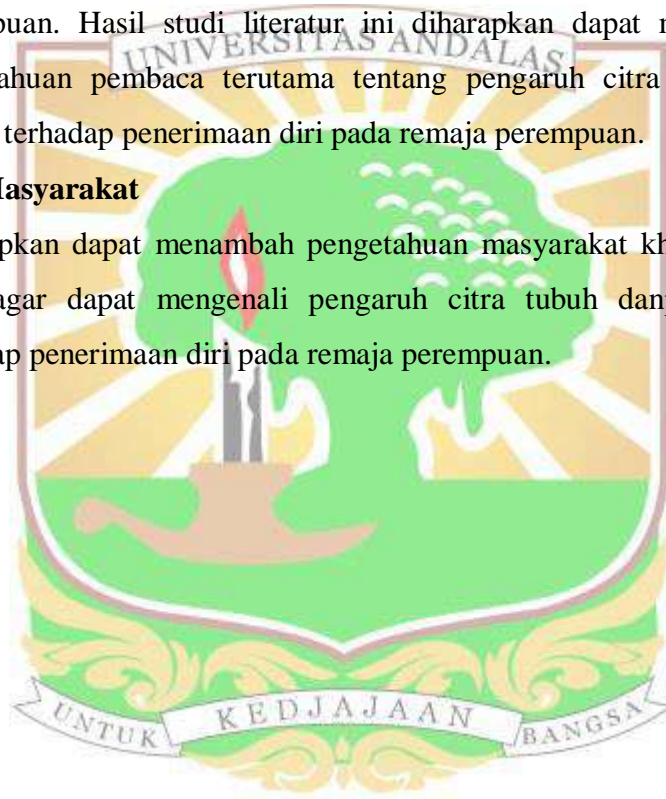 puan. Hasil studi literatur ini diharapkan dapat
UNIVERSITAS ANDALAS
ahuan pembaca terutama tentang pengaruh citra
terhadap penerimaan diri pada remaja perempuan.
Masyarakat
pkan dapat menambah pengetahuan masyarakat
agar dapat mengenali pengaruh citra tubuh
ap penerimaan diri pada remaja perempuan.
UNTUK KEDJAJAAN BANGSA